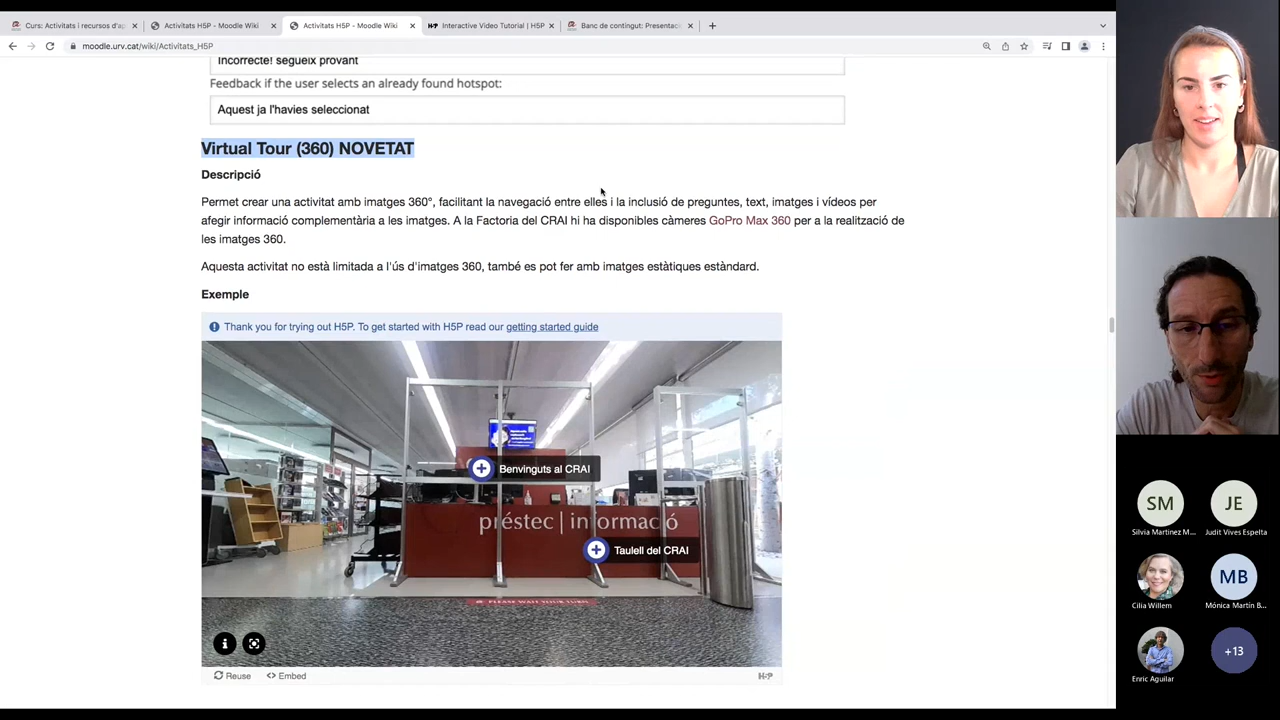 Curs: Activitats i recursos d'ap
Activitats H5P - Moodle Wiki
Activitats H5P - Moodle Wiki
Interactive Video Tutorial | H5P
Banc de contingut: Presentaci
moodle.urv.cat/wiki/Activitats_H5P
Incorrecte! segueix provant
Feedback if the user selects an already found hotspot:
Aquest ja l'havies seleccionat
Virtual Tour (360) NOVETAT
Descripció
Permet crear una activitat amb imatges 360°, facilitant la navegació entre elles i la inclusió de preguntes, text, imatges i vídeos per
afegir informació complementària a les imatges. A la Factoria del CRAI hi ha disponibles càmeres GoPro Max 360 per a la realització de
les imatges 360.
Aquesta activitat no està limitada a l'ús d'imatges 360, també es pot fer amb imatges estàtiques estàndard.
Exemple
Thank you for trying out H5P. To get started with H5P read our getting started guide
Benvinguts al CRAI
préstec | informació
Taulell del CRAI
PLEASE WAIT YOUR TURN
Reuse
Embed
H5P
SM
JE
Silvia Martinez M...
Judit Vives Espelta
MB
Cilia Willem
Mónica Martín B...
+13
Enric Aguilar